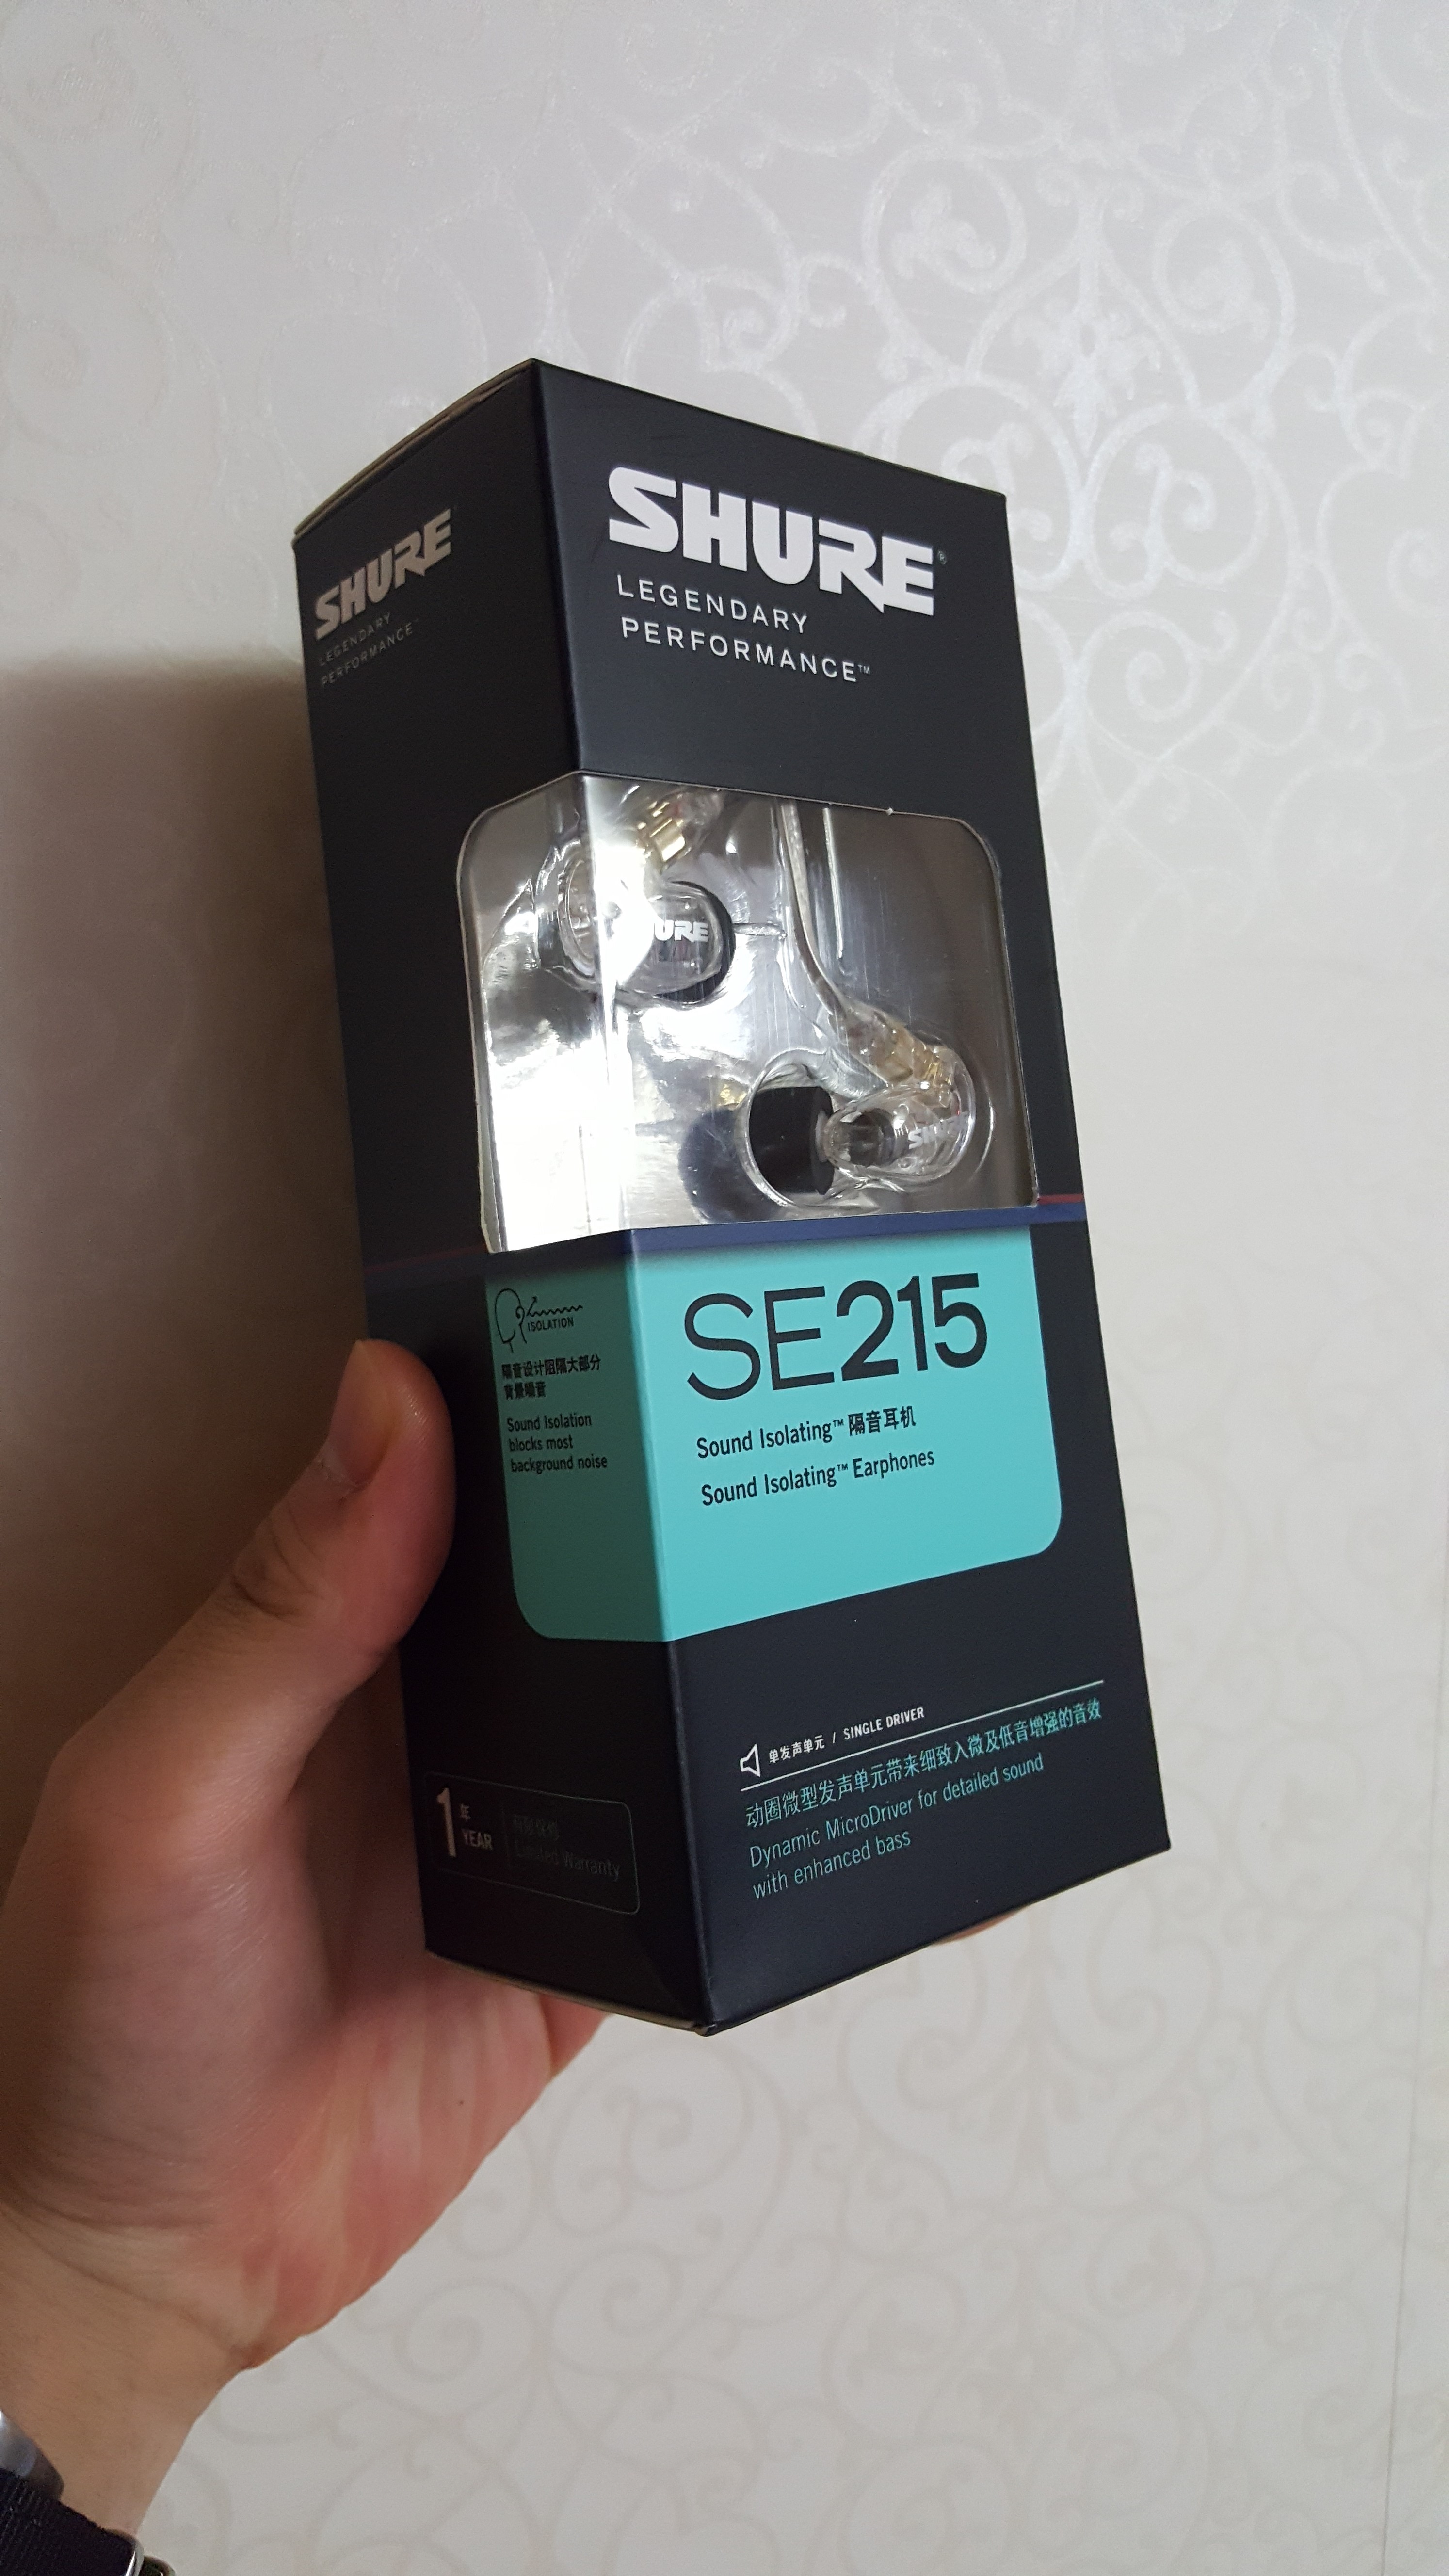 SHURE
LEGENDARY
PERFORMANCE
SHURE®
LEGENDARY
PERFORMANCE™
SHURE
ISOLATION
隔音设计阻隔大部分
背景噪音
Sound Isolation
blocks most
background noise
SE215
Sound Isolating™ 隔音耳机
Sound Isolating™ Earphones
1 年
YEAR
有限保修
Limited Warranty
单发声单元 / SINGLE DRIVER
动圈微型发声单元带来细致入微及低音增强的音效
Dynamic MicroDriver for detailed sound
with enhanced bass